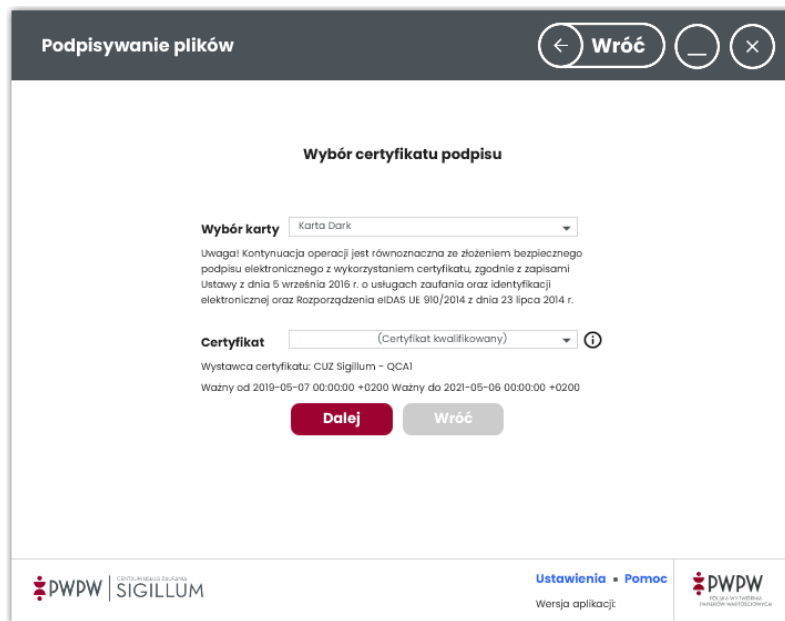 Podpisywanie plików
Wróć
Wybór certyfikatu podpisu
Wybór karty
Karta Dark
Uwaga! Kontynuacja operacji jest równoznaczna ze złożeniem bezpiecznego
podpisu elektronicznego z wykorzystaniem certyfikatu, zgodnie z zapisami
Ustawy z dnia 5 września 2016 r. o usługach zaufania oraz identyfikacji
elektronicznej oraz Rozporządzenia eIDAS UE 910/2014 z dnia 23 lipca 2014 r.
Certyfikat
(Certyfikat kwalifikowany)
Wystawca certyfikatu: CUZ Sigillum - QCA1
Ważny od 2019-05-07 00:00:00 +0200 Ważny do 2021-05-06 00:00:00 +0200
Dalej
Wróć
PWPW
CENTRUM USŁUG ZAUFANIA
SIGILLUM
Ustawienia
Pomoc
Wersja aplikacji:
PWPW
POLSKA WYTWÓRNIA
PAPIERÓW WARTOŚCIOWYCH